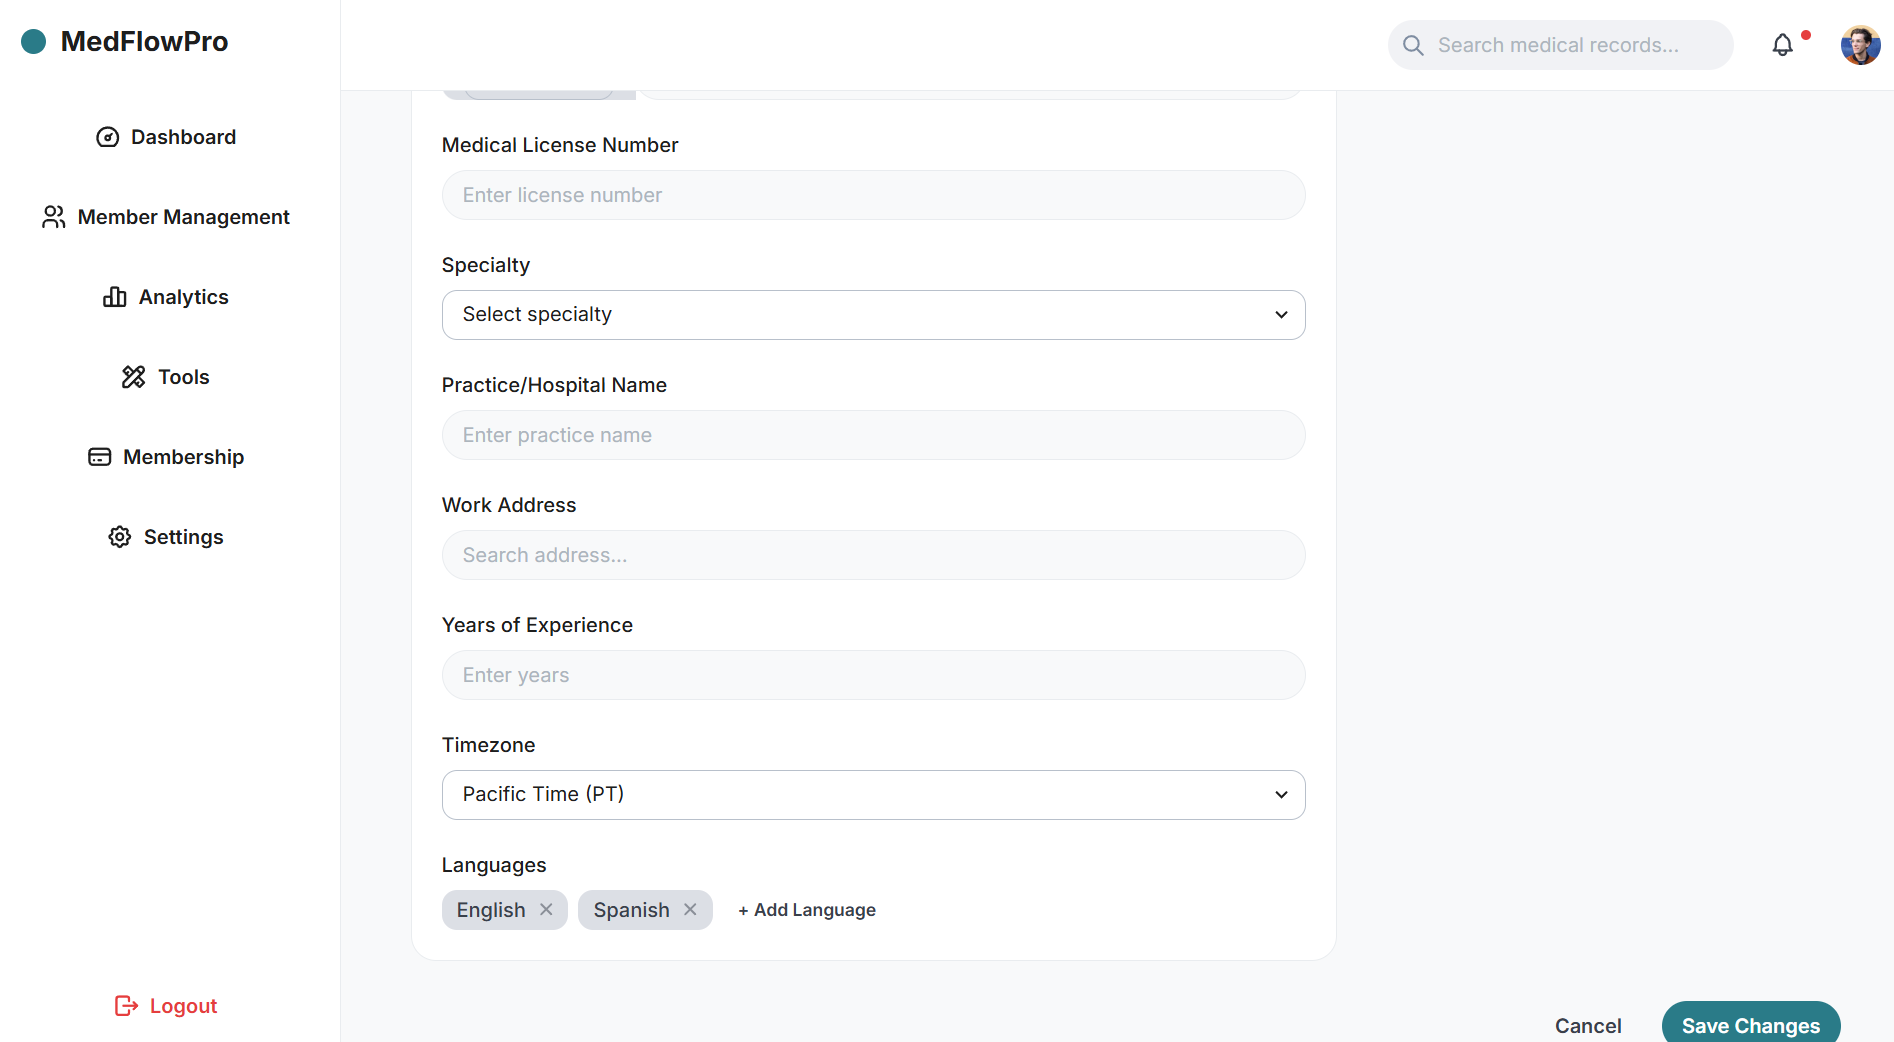 MedFlowPro
Search medical records...
Dashboard
Member Management
Analytics
Tools
Membership
Settings
Logout
Medical License Number
Enter license number
Specialty
Select specialty
Practice/Hospital Name
Enter practice name
Work Address
Search address...
Years of Experience
Enter years
Timezone
Pacific Time (PT)
Languages
English
Spanish
+ Add Language
Cancel
Save Changes